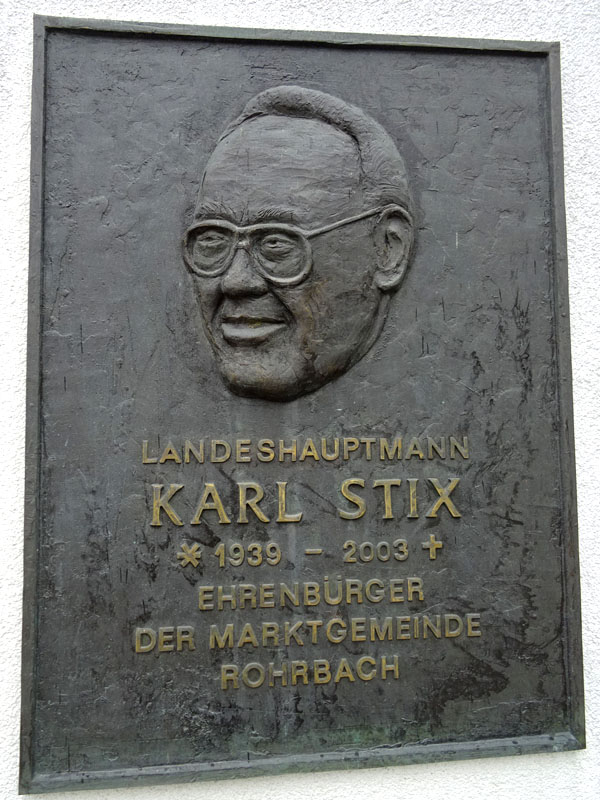 LANDESHAUPTMANN
KARL STIX
* 1939 - 2003 +
EHRENBÜRGER
DER MARKTGEMEINDE
ROHRBACH